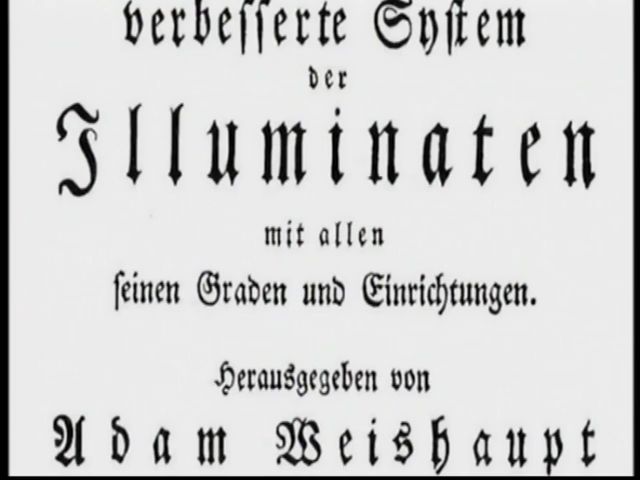 verbeſſerte Syſtem
der
Illuminaten
mit allen
ſeinen Graden und Einrichtungen.
Herausgegeben von
Adam Weishaupt